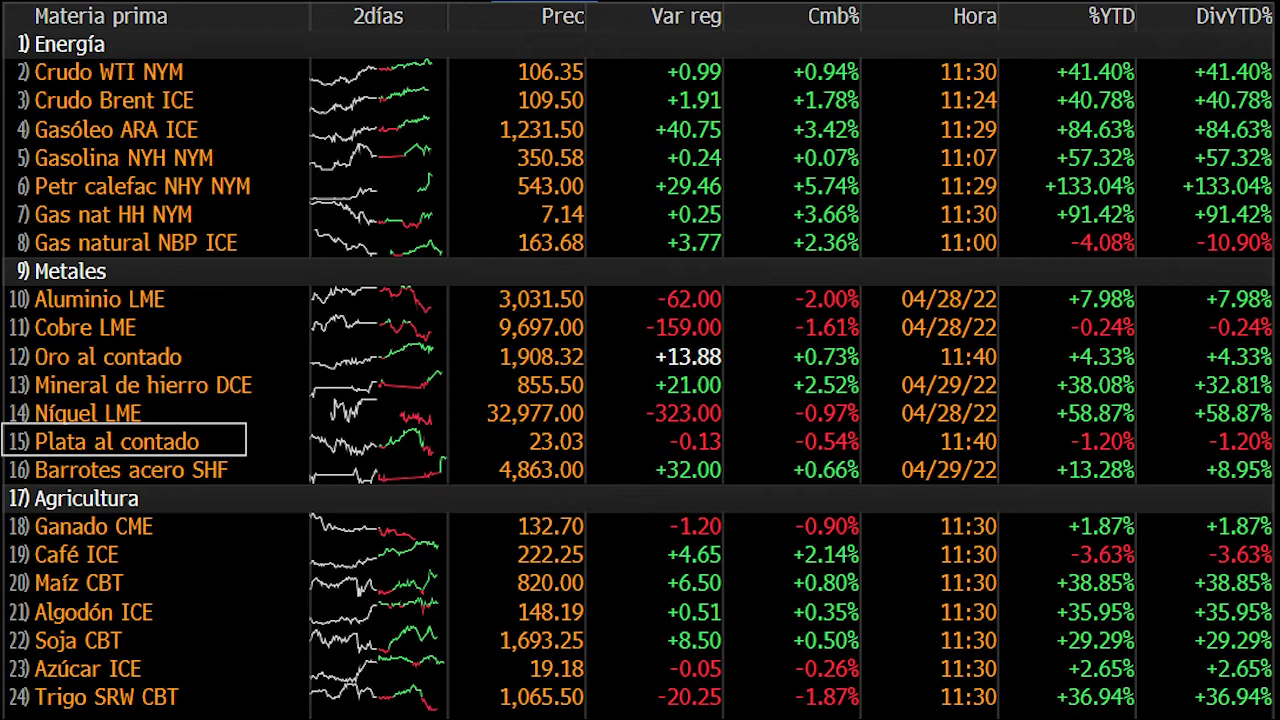 Materia prima 2días Prec Var reg Cmb% Hora %YTD DivYTD%
1) Energía
2) Crudo WTI NYM 106.35 +0.99 +0.94% 11:30 +41.40% +41.40%
3) Crudo Brent ICE 109.50 +1.91 +1.78% 11:24 +40.78% +40.78%
4) Gasóleo ARA ICE 1,231.50 +40.75 +3.42% 11:29 +84.63% +84.63%
5) Gasolina NYH NYM 350.58 +0.24 +0.07% 11:07 +57.32% +57.32%
6) Petr calefac NHY NYM 543.00 +29.46 +5.74% 11:29 +133.04% +133.04%
7) Gas nat HH NYM 7.14 +0.25 +3.66% 11:30 +91.42% +91.42%
8) Gas natural NBP ICE 163.68 +3.77 +2.36% 11:00 -4.08% -10.90%
9) Metales
10) Aluminio LME 3,031.50 -62.00 -2.00% 04/28/22 +7.98% +7.98%
11) Cobre LME 9,697.00 -159.00 -1.61% 04/28/22 -0.24% -0.24%
12) Oro al contado 1,908.32 +13.88 +0.73% 11:40 +4.33% +4.33%
13) Mineral de hierro DCE 855.50 +21.00 +2.52% 04/29/22 +38.08% +32.81%
14) Níquel LME 32,977.00 -323.00 -0.97% 04/28/22 +58.87% +58.87%
15) Plata al contado 23.03 -0.13 -0.54% 11:40 -1.20% -1.20%
16) Barrotes acero SHF 4,863.00 +32.00 +0.66% 04/29/22 +13.28% +8.95%
17) Agricultura
18) Ganado CME 132.70 -1.20 -0.90% 11:30 +1.87% +1.87%
19) Café ICE 222.25 +4.65 +2.14% 11:30 -3.63% -3.63%
20) Maíz CBT 820.00 +6.50 +0.80% 11:30 +38.85% +38.85%
21) Algodón ICE 148.19 +0.51 +0.35% 11:30 +35.95% +35.95%
22) Soja CBT 1,693.25 +8.50 +0.50% 11:30 +29.29% +29.29%
23) Azúcar ICE 19.18 -0.05 -0.26% 11:30 +2.65% +2.65%
24) Trigo SRW CBT 1,065.50 -20.25 -1.87% 11:30 +36.94% +36.94%